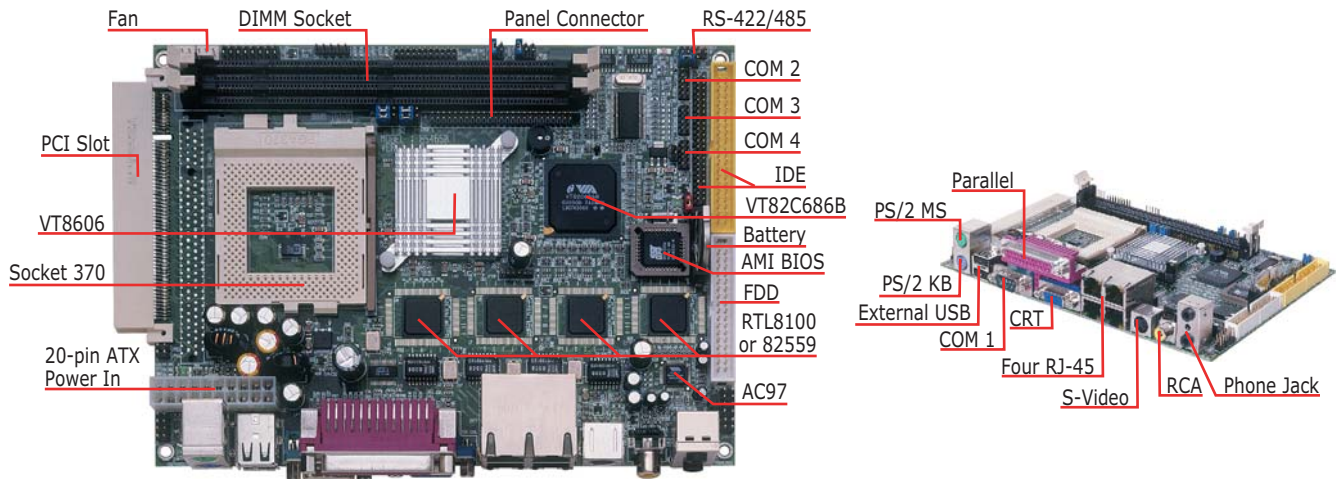 Fan
DIMM Socket
Panel Connector
RS-422/485
COM 2
COM 3
COM 4
IDE
VT82C686B
Battery
AMI BIOS
FDD
RTL8100
or 82559
AC97
PCI Slot
VT8606
Socket 370
20-pin ATX
Power In
VIA
Parallel
PS/2 MS
PS/2 KB
External USB
COM 1
CRT
Four RJ-45
S-Video
RCA
Phone Jack